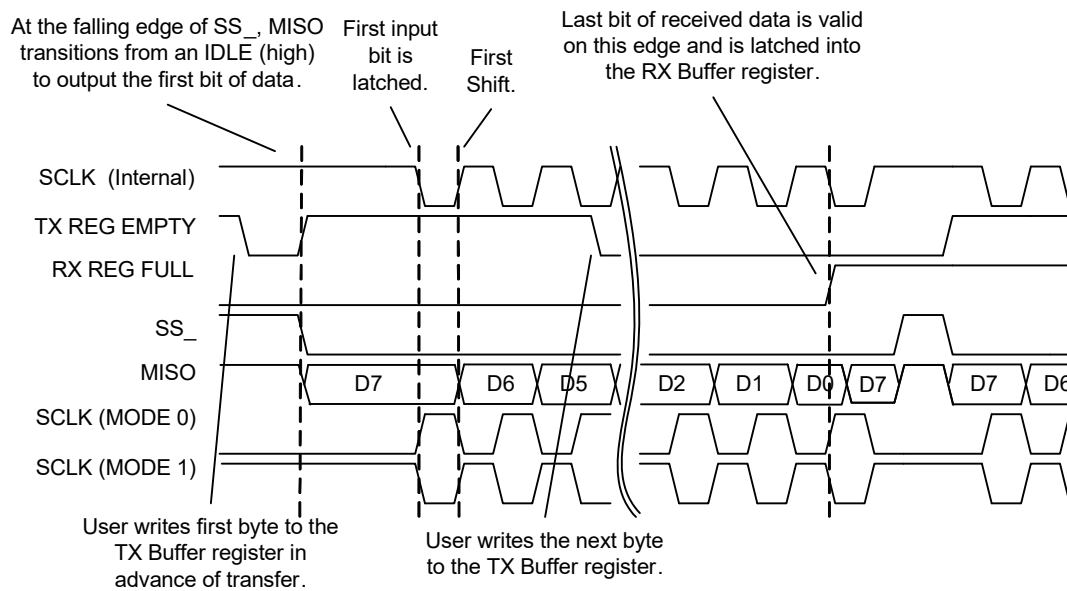 At the falling edge of SS_, MISO
transitions from an IDLE (high)
to output the first bit of data.
First input
bit is
latched.
First
Shift.
Last bit of received data is valid
on this edge and is latched into
the RX Buffer register.
SCLK (Internal)
TX REG EMPTY
RX REG FULL
SS_
MISO
D7 D6 D5 D2 D1 D0 D7 D7 D6
SCLK (MODE 0)
SCLK (MODE 1)
User writes first byte to the
TX Buffer register in
advance of transfer.
User writes the next byte
to the TX Buffer register.